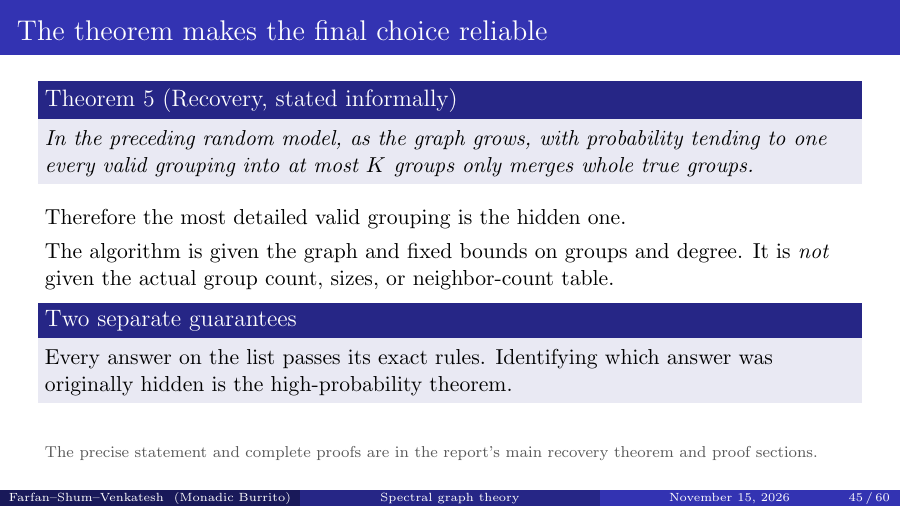 The theorem makes the final choice reliable
Theorem 5 (Recovery, stated informally)
In the preceding random model, as the graph grows, with probability tending to one
every valid grouping into at most K groups only merges whole true groups.
Therefore the most detailed valid grouping is the hidden one.
The algorithm is given the graph and fixed bounds on groups and degree. It is not
given the actual group count, sizes, or neighbor-count table.
Two separate guarantees
Every answer on the list passes its exact rules. Identifying which answer was
originally hidden is the high-probability theorem.
The precise statement and complete proofs are in the report's main recovery theorem and proof sections.
Farfan–Shum–Venkatesh (Monadic Burrito) Spectral graph theory November 15, 2026 45 / 60